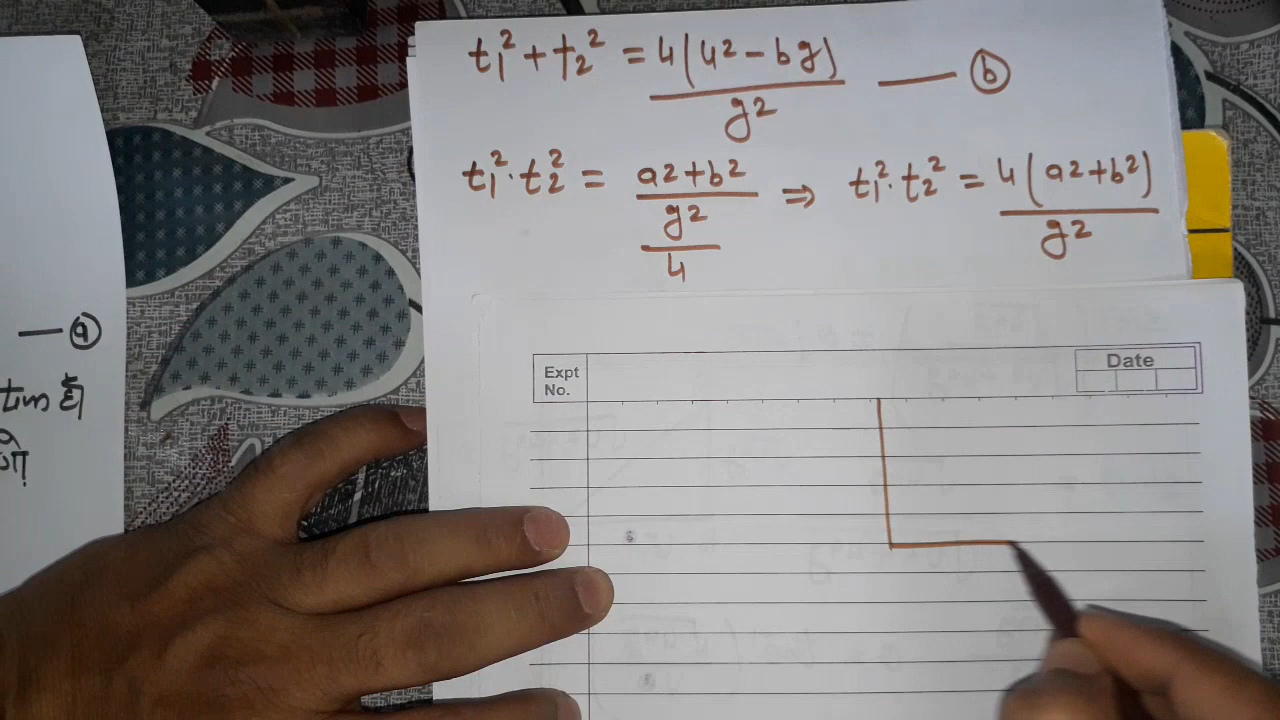 t₁² + t₂² = 4(u² - bg) / g² — (b)
t₁² · t₂² = a² + b² / g² / 4 ⇒ t₁² · t₂² = 4(a² + b²) / g²
— (a)
हो
Expt No.
Date